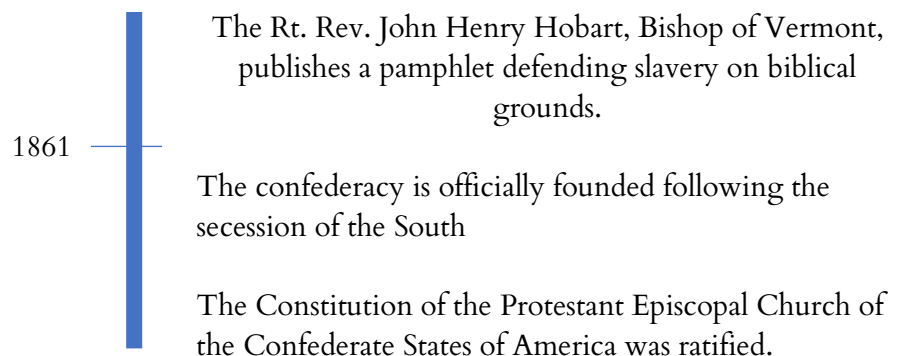 The Rt. Rev. John Henry Hobart, Bishop of Vermont,
publishes a pamphlet defending slavery on biblical
grounds.
1861
The confederacy is officially founded following the
secession of the South
The Constitution of the Protestant Episcopal Church of
the Confederate States of America was ratified.